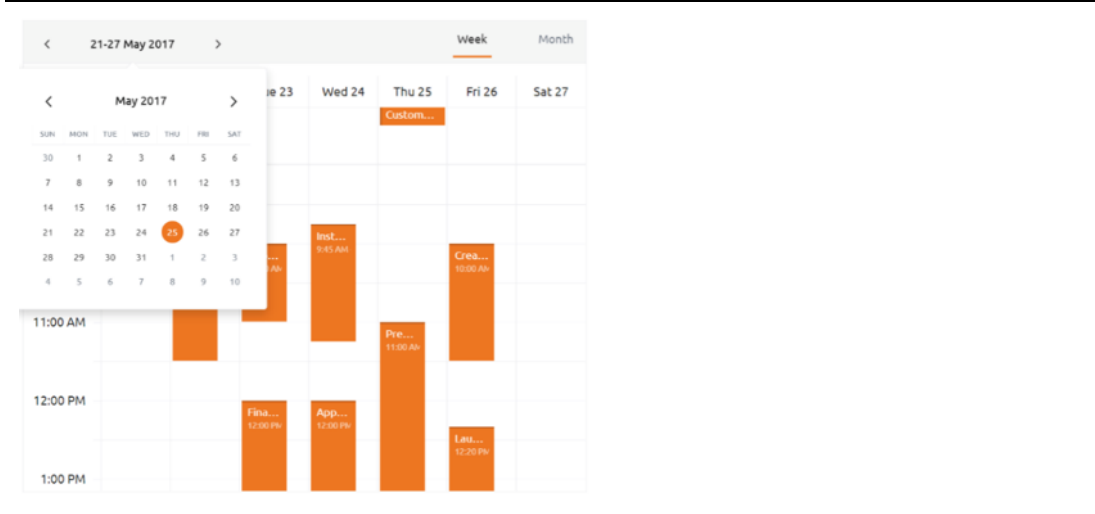 21-27 May 2017
Week Month
May 2017
SUN MON TUE WED THU FRI SAT
30 1 2 3 4 5 6
7 8 9 10 11 12 13
14 15 16 17 18 19 20
21 22 23 24 25 26 27
28 29 30 31 1 2 3
4 5 6 7 8 9 10
23 Wed 24 Thu 25 Fri 26 Sat 27
Custom...
Inst...
9:45 AM
Crea...
10:00 AM
11:00 AM
Pre...
11:00 AM
12:00 PM
Fina...
12:00 PM
App...
12:00 PM
Lau...
12:20 PM
1:00 PM